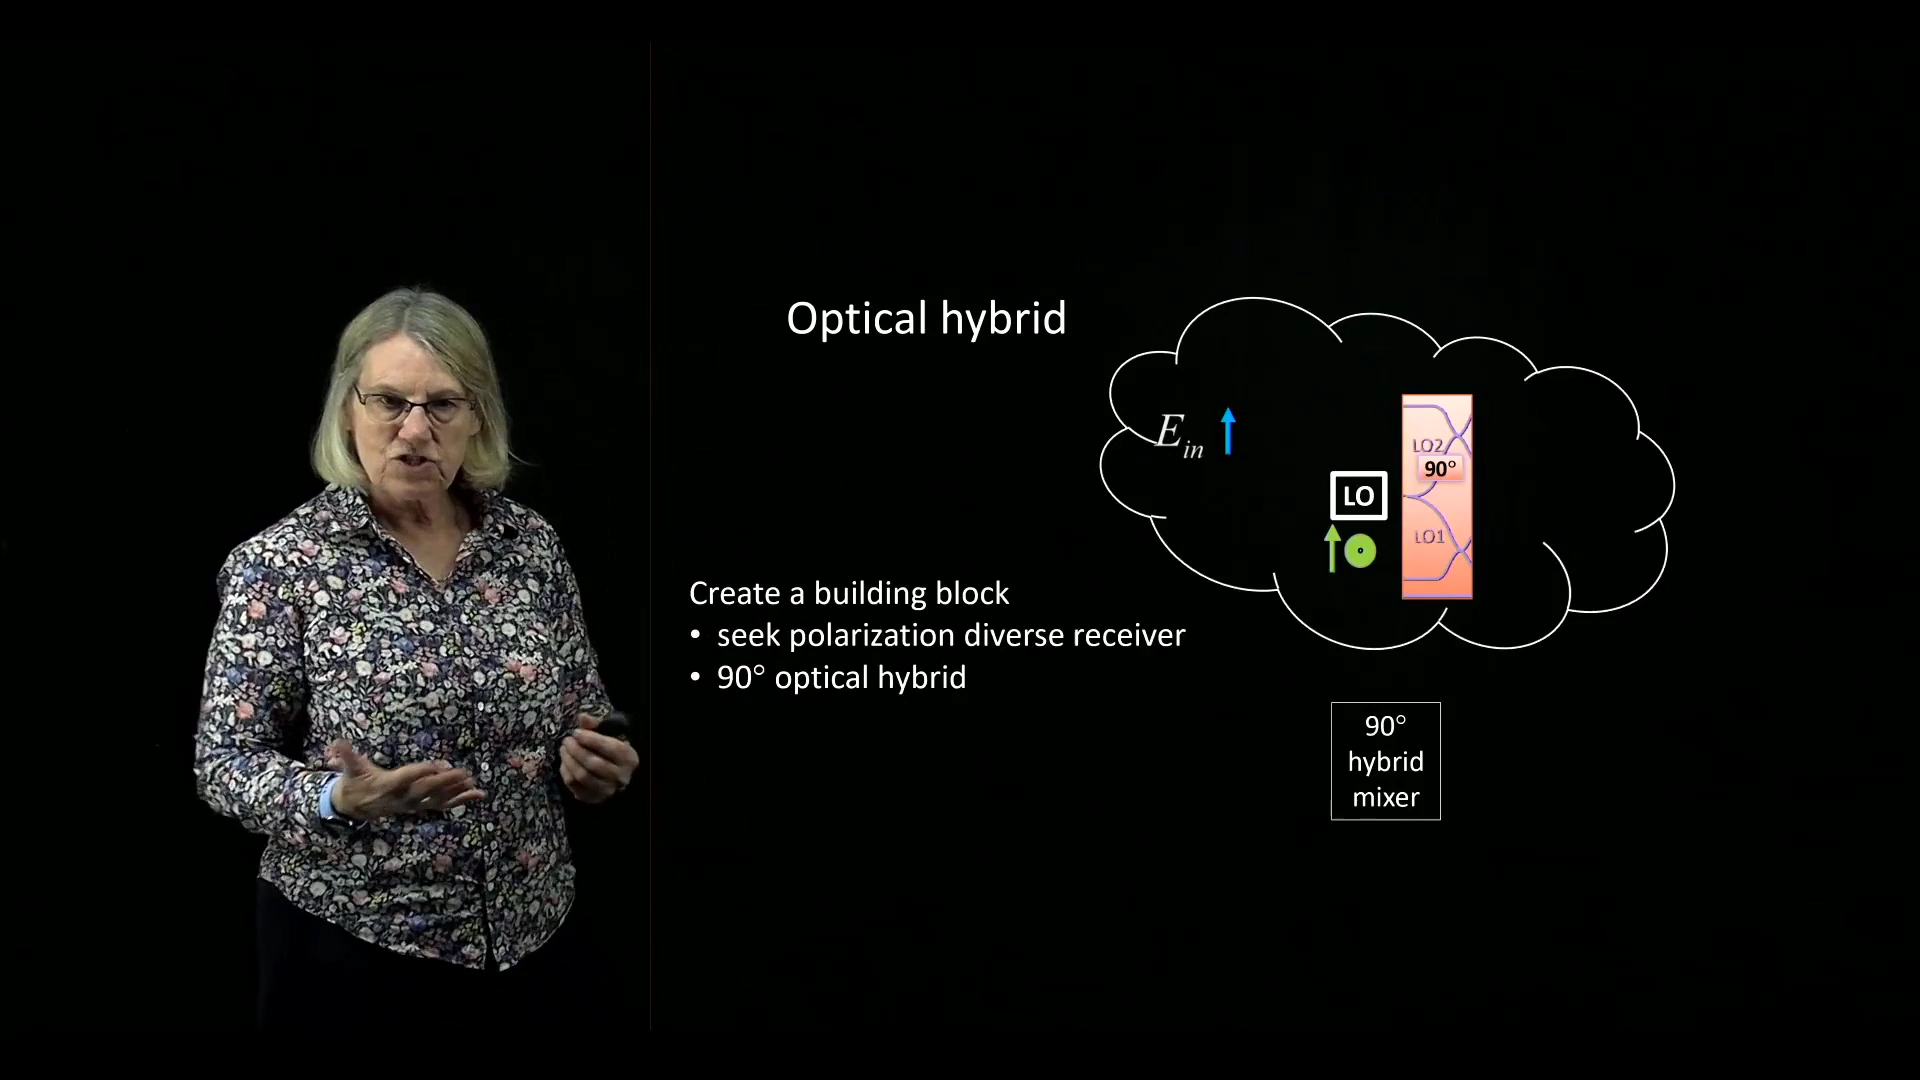 Optical hybrid
E_in
LO2
90°
LO
LO1
Create a building block
• seek polarization diverse receiver
• 90° optical hybrid
90°
hybrid
mixer